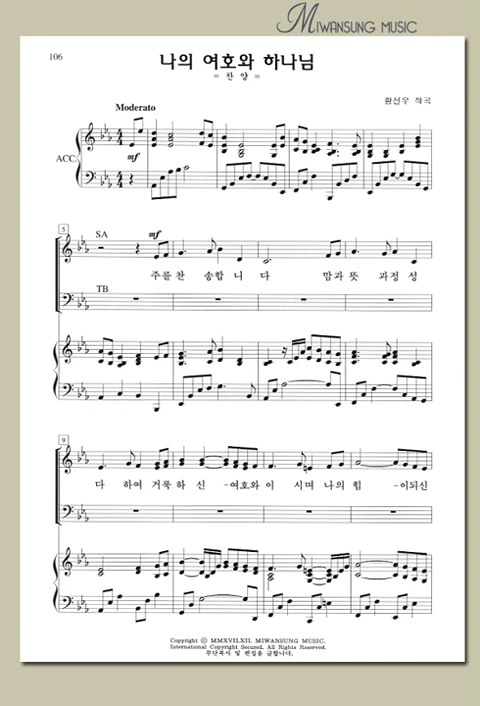 MIWANSUNG MUSIC
106
나의 여호와 하나님
= 찬 양 =
황선우 작곡
Moderato
ACC.
mf
5
SA
mf
주를 찬 송합 니 다 맘과 뜻 과정 성
TB
9
다 하여 거룩 하 신 -여호와 이 시며 나의 힘 -이되신
Copyright © MMXVII.XII. MIWANSUNG MUSIC.
International Copyright Secured. All Rights Reserved.
무단복사 및 편집을 금합니다.